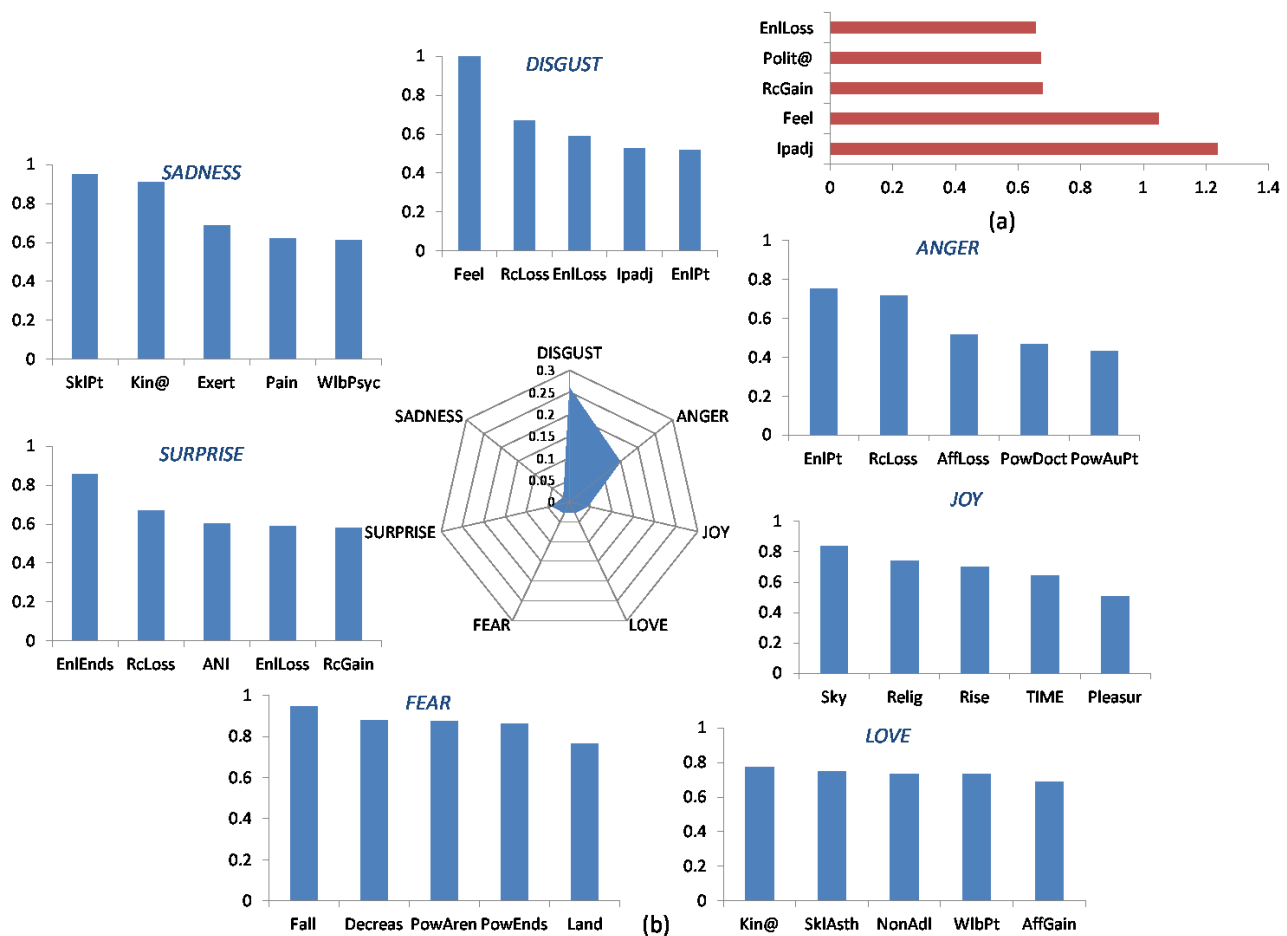 EnlLoss
Polit@
RcGain
Feel
Ipadj
0 0.2 0.4 0.6 0.8 1 1.2 1.4
(a)
DISGUST
1
0.8
0.6
0.4
0.2
0
Feel RcLoss EnlLoss Ipadj EnlPt
SADNESS
1
0.8
0.6
0.4
0.2
0
SklPt Kin@ Exert Pain WlbPsyc
ANGER
1
0.8
0.6
0.4
0.2
0
EnlPt RcLoss AffLoss PowDoct PowAuPt
DISGUST
0.3
0.25
0.2
0.15
0.1
0.05
0
ANGER
JOY
LOVE
FEAR
SURPRISE
SADNESS
SURPRISE
1
0.8
0.6
0.4
0.2
0
EnlEnds RcLoss ANI EnlLoss RcGain
JOY
1
0.8
0.6
0.4
0.2
0
Sky Relig Rise TIME Pleasur
FEAR
1
0.8
0.6
0.4
0.2
0
Fall Decreas PowAren PowEnds Land
LOVE
1
0.8
0.6
0.4
0.2
0
Kin@ SklAsth NonAdl WlbPt AffGain
(b)